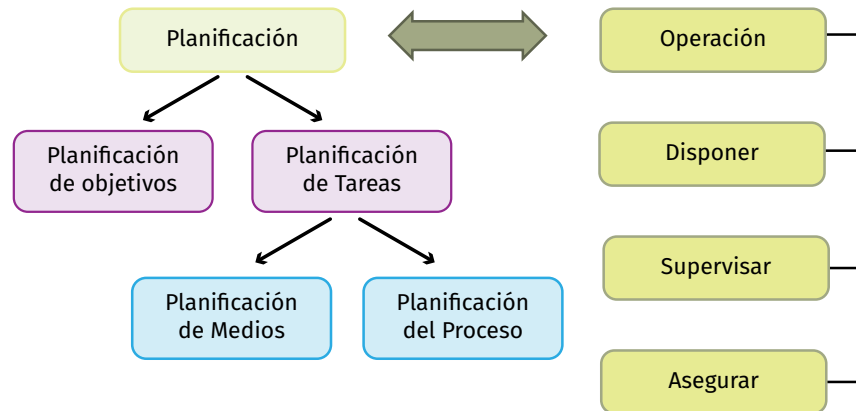 Planificación
Operación
Planificación
de objetivos
Planificación
de Tareas
Disponer
Planificación
de Medios
Planificación
del Proceso
Supervisar
Asegurar